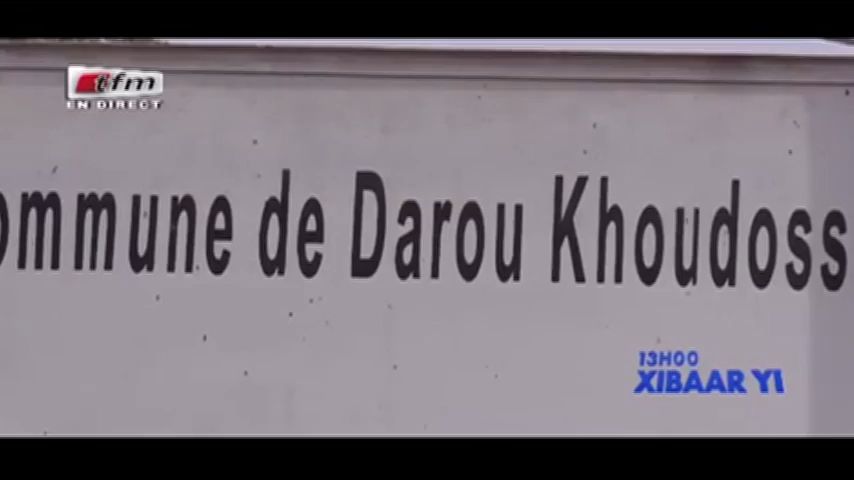 tfm
EN DIRECT
ommune de Darou Khoudoss
13H00
XIBAAR YI